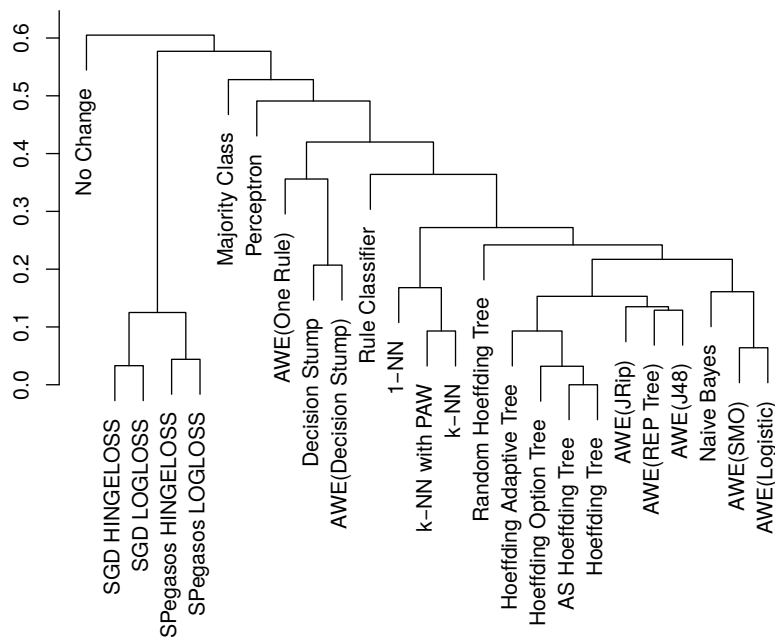 0.6
0.5
0.4
0.3
0.2
0.1
0.0
No Change
SGD HINGELOSS
SGD LOGLOSS
SPegasos HINGELOSS
SPegasos LOGLOSS
Majority Class
Perceptron
AWE(One Rule)
Decision Stump
AWE(Decision Stump)
Rule Classifier
1−NN
k−NN with PAW
k−NN
Random Hoeffding Tree
Hoeffding Adaptive Tree
Hoeffding Option Tree
AS Hoeffding Tree
Hoeffding Tree
AWE(JRip)
AWE(REP Tree)
AWE(J48)
Naive Bayes
AWE(SMO)
AWE(Logistic)